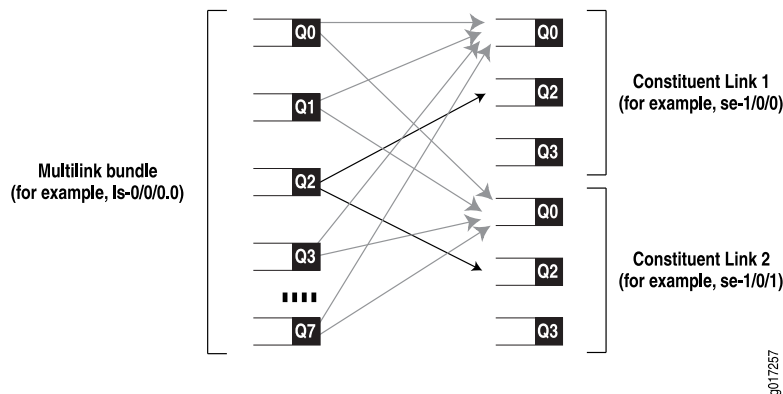 Multilink bundle
(for example, ls-0/0/0.0)
Q0
Q1
Q2
Q3
Q7
Q0
Q2
Q3
Q0
Q2
Q3
Constituent Link 1
(for example, se-1/0/0)
Constituent Link 2
(for example, se-1/0/1)
g017257